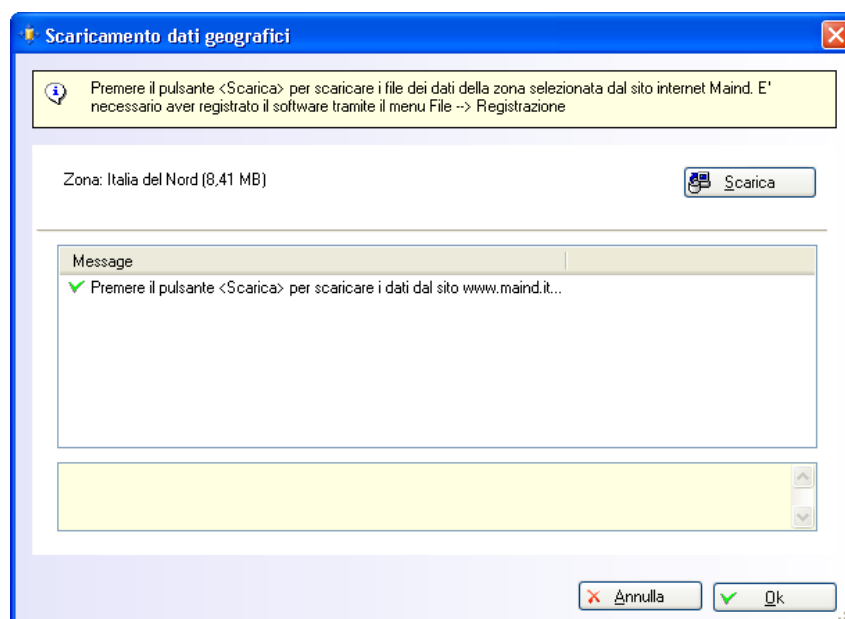 Scaricamento dati geografici
Premere il pulsante <Scarica> per scaricare i file dei dati della zona selezionata dal sito internet Maind. E'
necessario aver registrato il software tramite il menu File --> Registrazione
Zona: Italia del Nord (8,41 MB)
Scarica
Message
Premere il pulsante <Scarica> per scaricare i dati dal sito www.maind.it...
Annulla
Ok